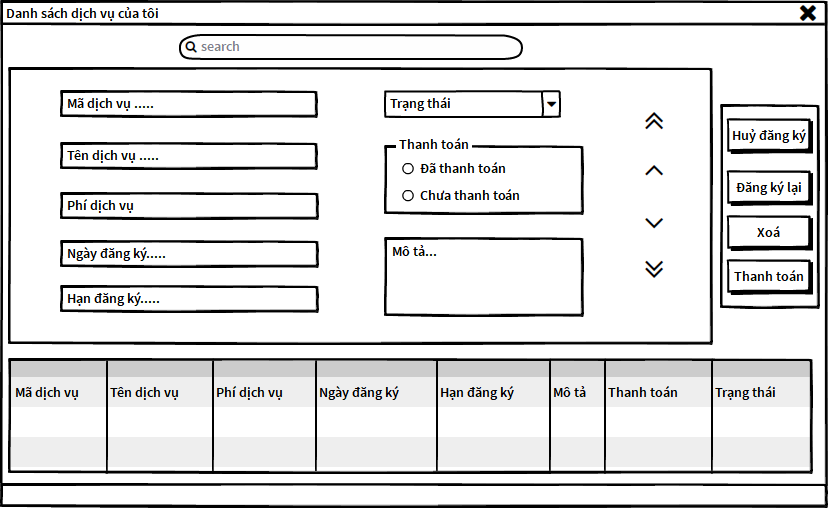 Danh sách dịch vụ của tôi
search
Mã dịch vụ .....
Trạng thái
Tên dịch vụ .....
Thanh toán
Đã thanh toán
Chưa thanh toán
Phí dịch vụ
Ngày đăng ký.....
Mô tả...
Hạn đăng ký.....
Huỷ đăng ký
Đăng ký lại
Xoá
Thanh toán
Mã dịch vụ Tên dịch vụ Phí dịch vụ Ngày đăng ký Hạn đăng ký Mô tả Thanh toán Trạng thái